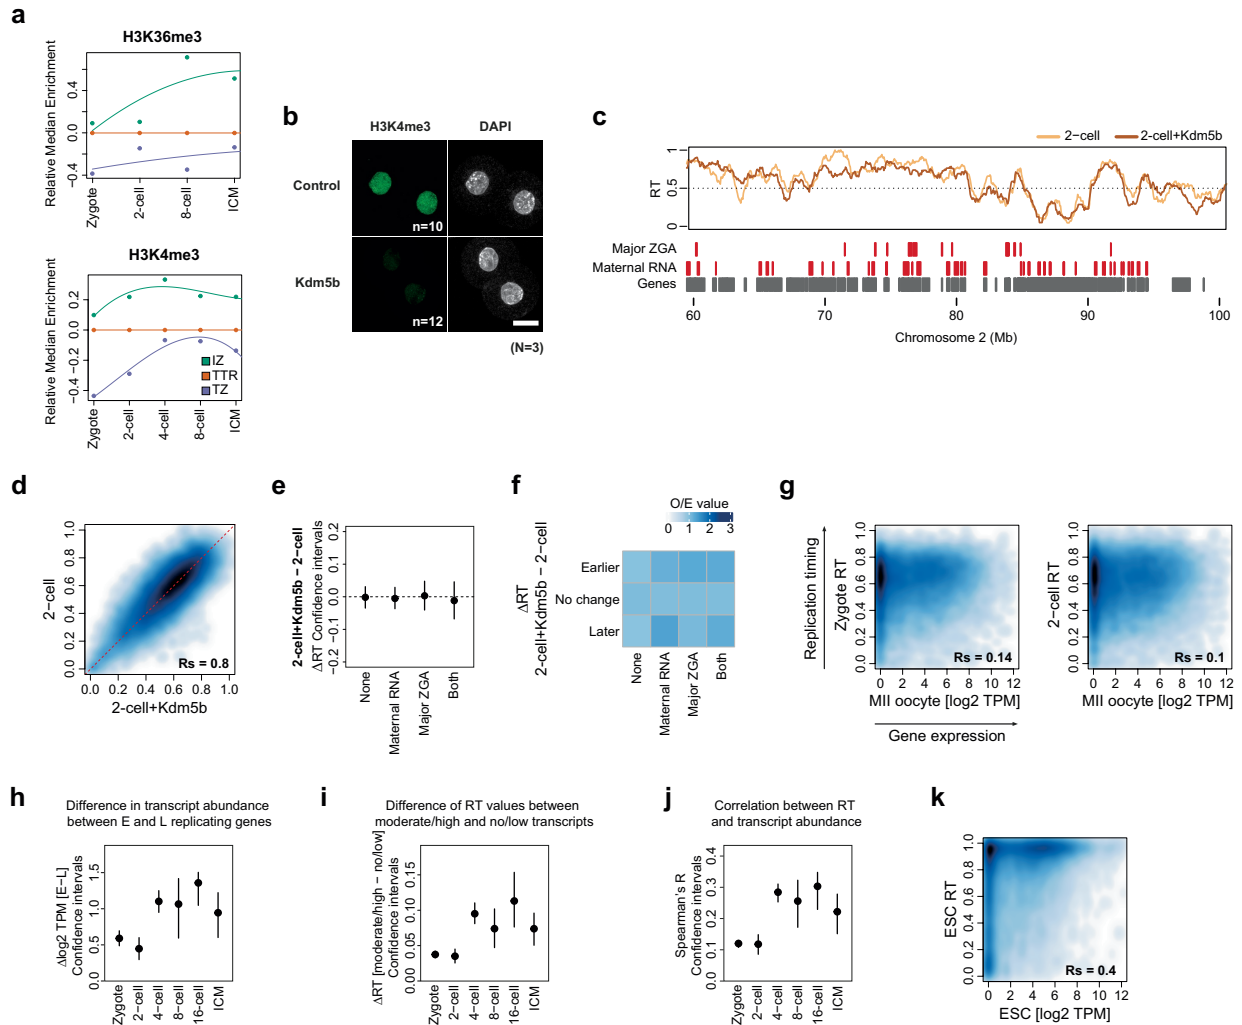 a
H3K36me3
Relative Median Enrichment
0.4
0.0
−0.4
Zygote
2-cell
8-cell
ICM
H3K4me3
Relative Median Enrichment
0.2
0.0
−0.2
−0.4
IZ
TTR
TZ
Zygote
2-cell
4-cell
8-cell
ICM
b
H3K4me3
DAPI
Control
n=10
Kdm5b
n=12
(N=3)
c
2−cell
2-cell+Kdm5b
RT
1
0.5
0
Major ZGA
Maternal RNA
Genes
60
70
80
90
100
Chromosome 2 (Mb)
d
2−cell
0.0
0.2
0.4
0.6
0.8
1.0
Rs = 0.8
0.0
0.2
0.4
0.6
0.8
1.0
2-cell+Kdm5b
e
2-cell+Kdm5b − 2−cell
ΔRT Confidence intervals
0.2
0.1
0.0
−0.1
−0.2
None
Maternal RNA
Major ZGA
Both
f
O/E value
0 1 2 3
ΔRT
2-cell+Kdm5b − 2−cell
Earlier
No change
Later
None
Maternal RNA
Major ZGA
Both
g
Replication timing
Zygote RT
0.0 0.2 0.4 0.6 0.8 1.0
Rs = 0.14
0 2 4 6 8 10 12
MII oocyte [log2 TPM]
Gene expression
2-cell RT
0.0 0.2 0.4 0.6 0.8 1.0
Rs = 0.1
0 2 4 6 8 10 12
MII oocyte [log2 TPM]
h
Difference in transcript abundance
between E and L replicating genes
Δlog2 TPM [E−L]
Confidence intervals
0.0 0.5 1.0 1.5
Zygote
2−cell
4−cell
8−cell
16−cell
ICM
i
Difference of RT values between
moderate/high and no/low transcripts
ΔRT [moderate/high − no/low]
Confidence intervals
0.00 0.05 0.10 0.15
Zygote
2−cell
4−cell
8−cell
16−cell
ICM
j
Correlation between RT
and transcript abundance
Spearman's R
Confidence intervals
0.0 0.1 0.2 0.3 0.4
Zygote
2−cell
4−cell
8−cell
16−cell
ICM
k
ESC RT
0.0 0.2 0.4 0.6 0.8 1.0
Rs = 0.4
0 2 4 6 8 10 12
ESC [log2 TPM]